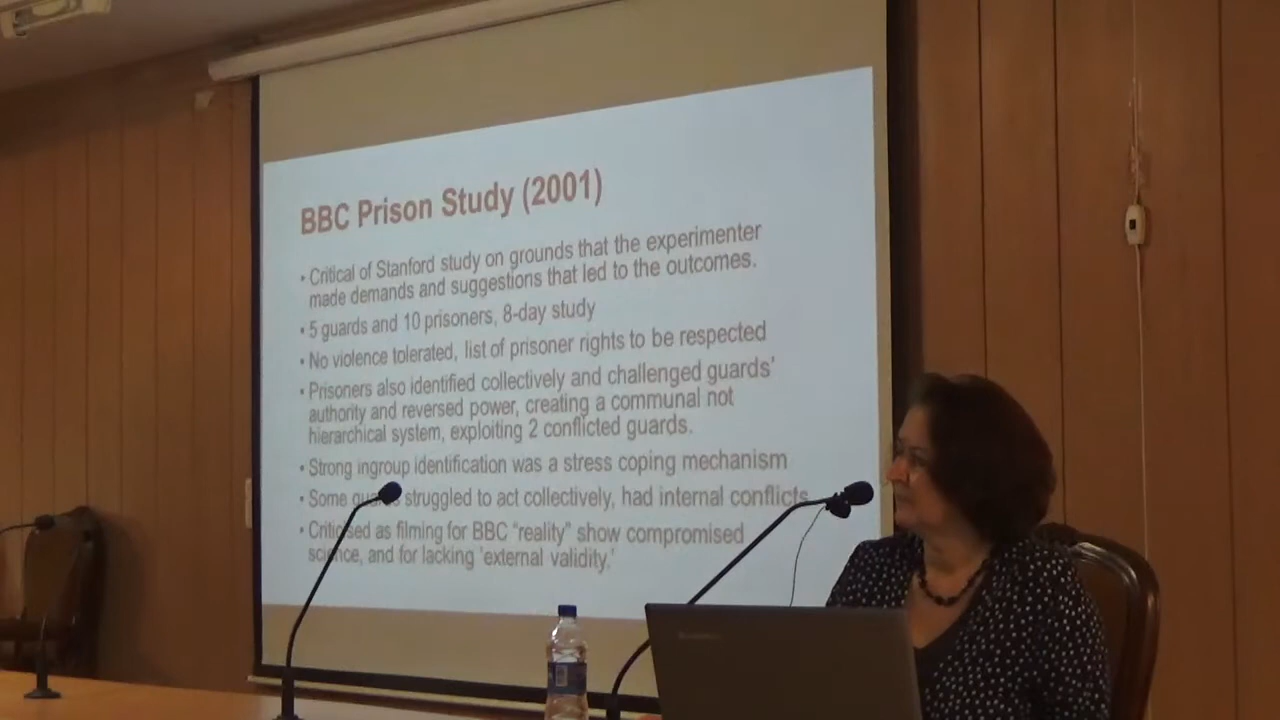 BBC Prison Study (2001)
• Critical of Stanford study on grounds that the experimenter
made demands and suggestions that led to the outcomes.
• 5 guards and 10 prisoners, 8-day study
• No violence tolerated, list of prisoner rights to be respected
• Prisoners also identified collectively and challenged guards'
authority and reversed power, creating a communal not
hierarchical system, exploiting 2 conflicted guards.
• Strong ingroup identification was a stress coping mechanism
• Some guards struggled to act collectively, had internal conflicts
• Criticised as filming for BBC "reality" show compromised
science, and for lacking 'external validity.'